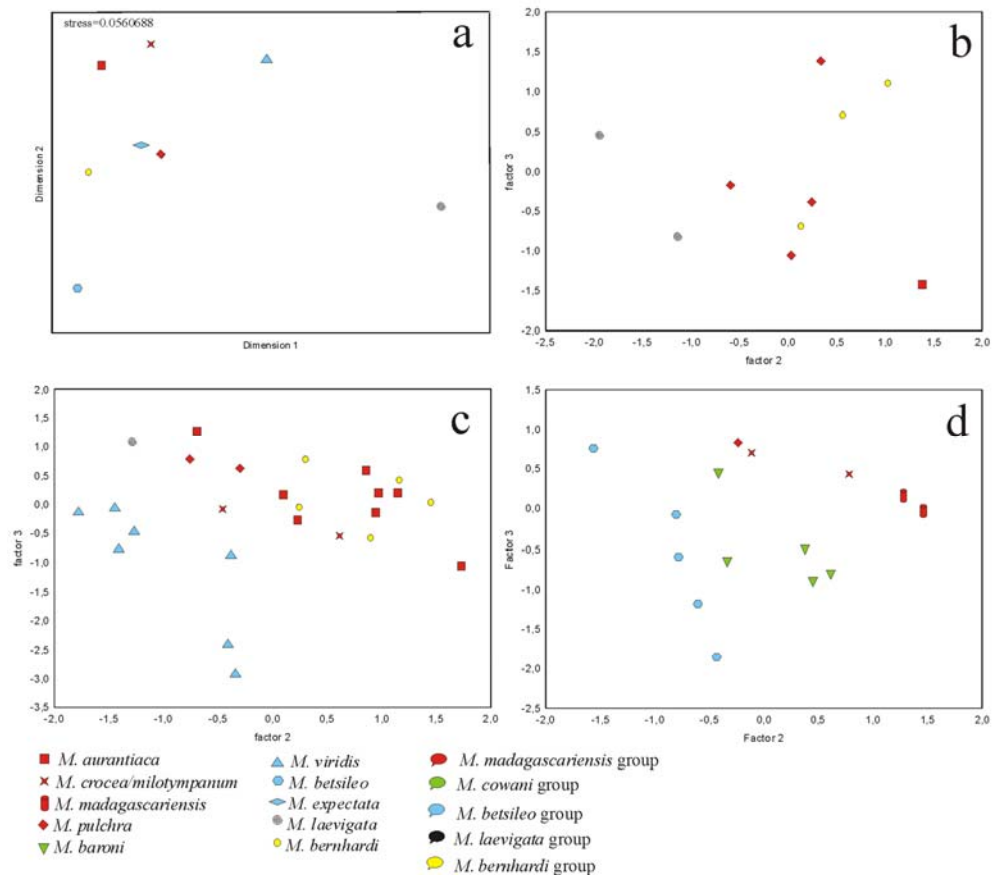 stress=0.0560688
a
Dimension 2
Dimension 1
b
2,0
1,5
1,0
0,5
0,0
-0,5
-1,0
-1,5
-2,0
factor 3
-2,5 -2,0 -1,5 -1,0 -0,5 0,0 0,5 1,0 1,5 2,0
factor 2
c
2,0
1,5
1,0
0,5
0,0
-0,5
-1,0
-1,5
-2,0
-2,5
-3,0
-3,5
factor 3
-2,0 -1,5 -1,0 -0,5 0,0 0,5 1,0 1,5 2,0
factor 2
d
1,5
1,0
0,5
0,0
-0,5
-1,0
-1,5
-2,0
-2,5
Factor 3
-2,0 -1,5 -1,0 -0,5 0,0 0,5 1,0 1,5 2,0
Factor 2
M. aurantiaca
M. crocea/milotympanum
M. madagascariensis
M. pulchra
M. baroni
M. viridis
M. betsileo
M. expectata
M. laevigata
M. bernhardi
M. madagascariensis group
M. cowani group
M. betsileo group
M. laevigata group
M. bernhardi group